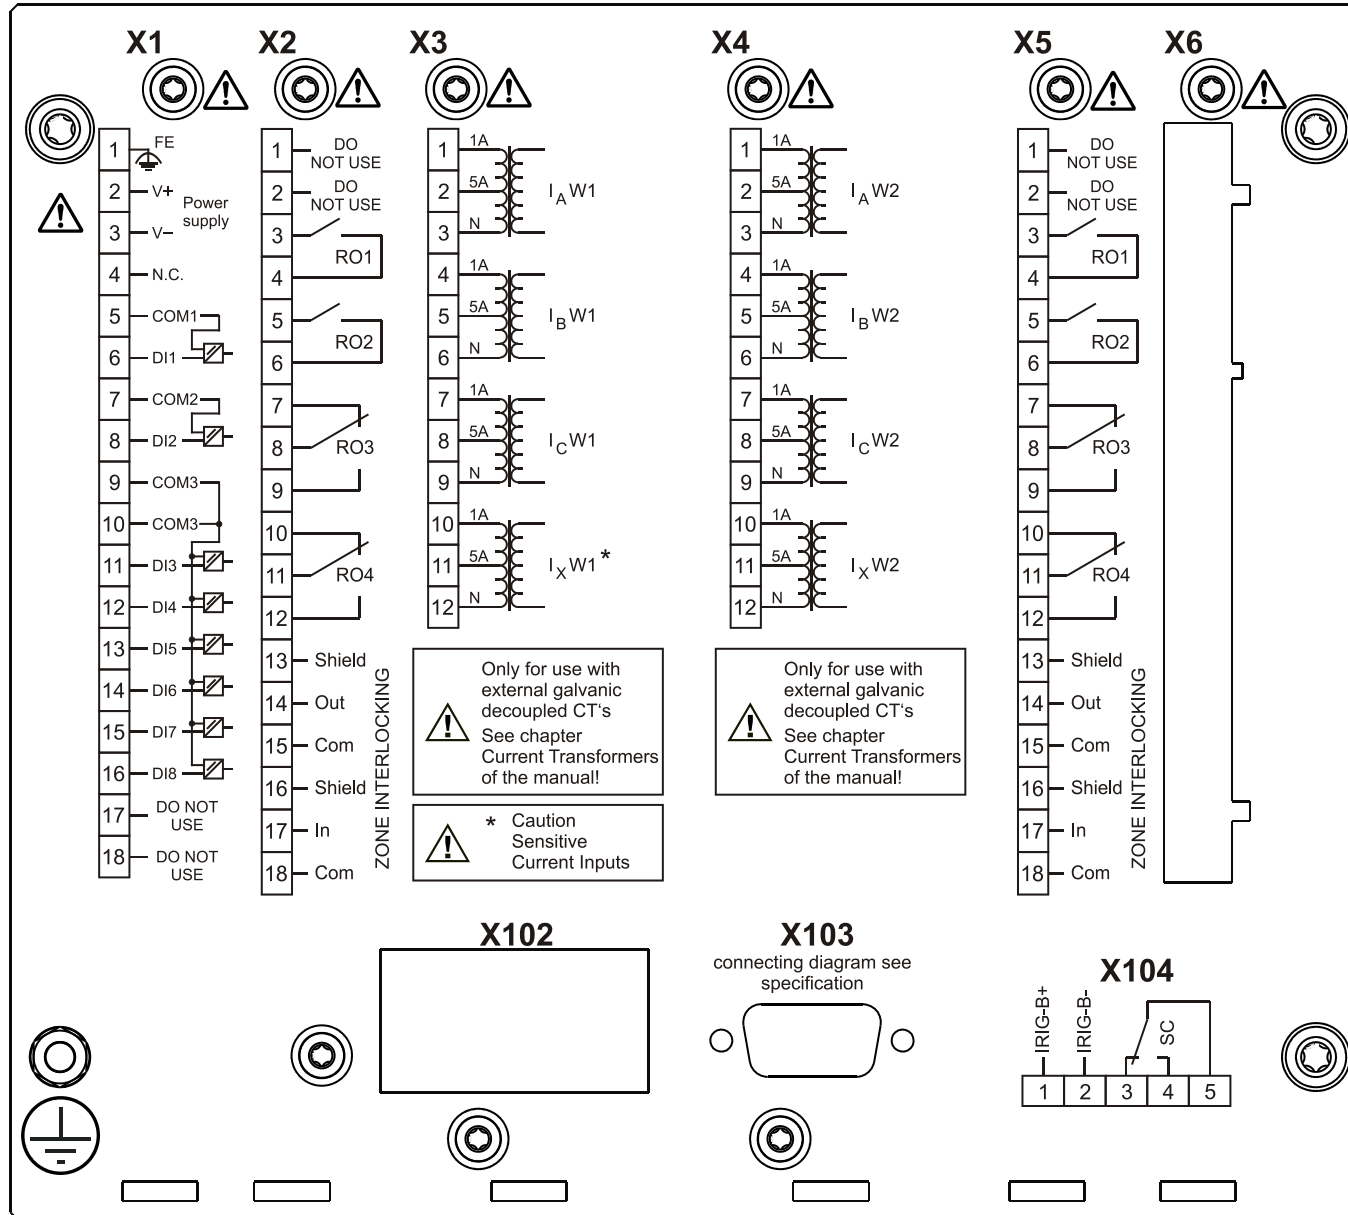 X1
X2
X3
X4
X5
X6
1 FE
2 V+
Power
supply
3 V–
4 N.C.
5 COM1
6 DI1
7 COM2
8 DI2
9 COM3
10 COM3
11 DI3
12 DI4
13 DI5
14 DI6
15 DI7
16 DI8
17 DO NOT
USE
18 DO NOT
USE
1 DO
NOT USE
2 DO
NOT USE
3
RO1
4
5
RO2
6
7
8 RO3
9
10
11 RO4
12
13 Shield
14 Out
15 Com
16 Shield
17 In
18 Com
ZONE INTERLOCKING
1 1A
2 5A IAW1
3 N
4 1A
5 5A IBW1
6 N
7 1A
8 5A ICW1
9 N
10 1A
11 5A IXW1*
12 N
Only for use with
external galvanic
decoupled CT's
See chapter
Current Transformers
of the manual!
* Caution
Sensitive
Current Inputs
1 1A
2 5A IAW2
3 N
4 1A
5 5A IBW2
6 N
7 1A
8 5A ICW2
9 N
10 1A
11 5A IXW2
12 N
Only for use with
external galvanic
decoupled CT's
See chapter
Current Transformers
of the manual!
1 DO
NOT USE
2 DO
NOT USE
3
RO1
4
5
RO2
6
7
8 RO3
9
10
11 RO4
12
13 Shield
14 Out
15 Com
16 Shield
17 In
18 Com
ZONE INTERLOCKING
X102
X103
connecting diagram see
specification
X104
IRIG-B+
IRIG-B-
SC
1 2 3 4 5